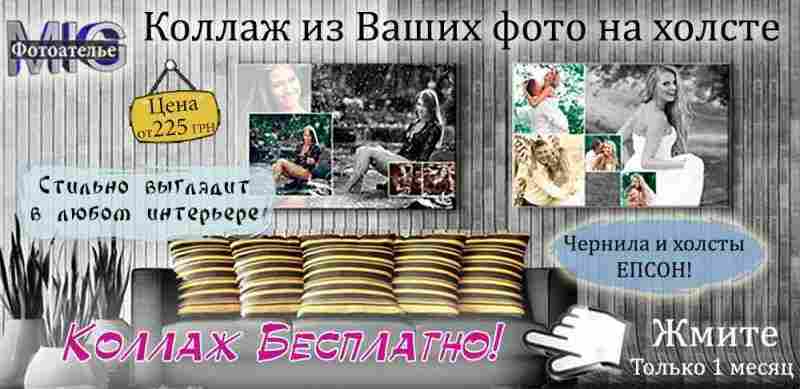 Коллаж из Ваших фото на холсте
MIG
Фотоателье
Цена
от 225 ГРН
Стильно выглядит
в любом интерьере!
Чернила и холсты
ЕПСОН!
Коллаж Бесплатно!
Жмите
Только 1 месяц